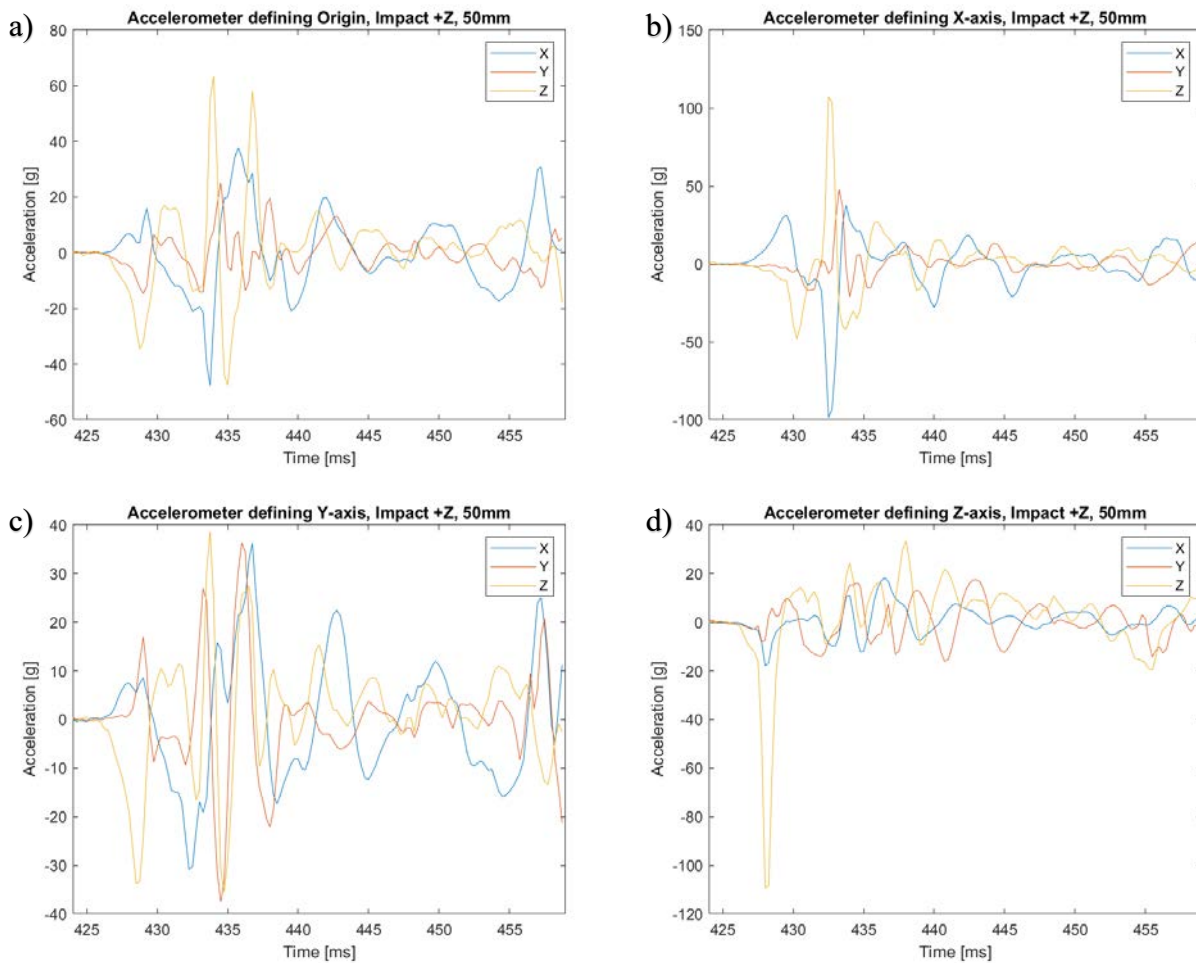 a)
Accelerometer defining Origin, Impact +Z, 50mm
80
60
40
20
0
-20
-40
-60
425 430 435 440 445 450 455
Acceleration [g]
Time [ms]
X
Y
Z
b)
Accelerometer defining X-axis, Impact +Z, 50mm
150
100
50
0
-50
-100
425 430 435 440 445 450 455
Acceleration [g]
Time [ms]
X
Y
Z
c)
Accelerometer defining Y-axis, Impact +Z, 50mm
40
30
20
10
0
-10
-20
-30
-40
425 430 435 440 445 450 455
Acceleration [g]
Time [ms]
X
Y
Z
d)
Accelerometer defining Z-axis, Impact +Z, 50mm
40
20
0
-20
-40
-60
-80
-100
-120
425 430 435 440 445 450 455
Acceleration [g]
Time [ms]
X
Y
Z